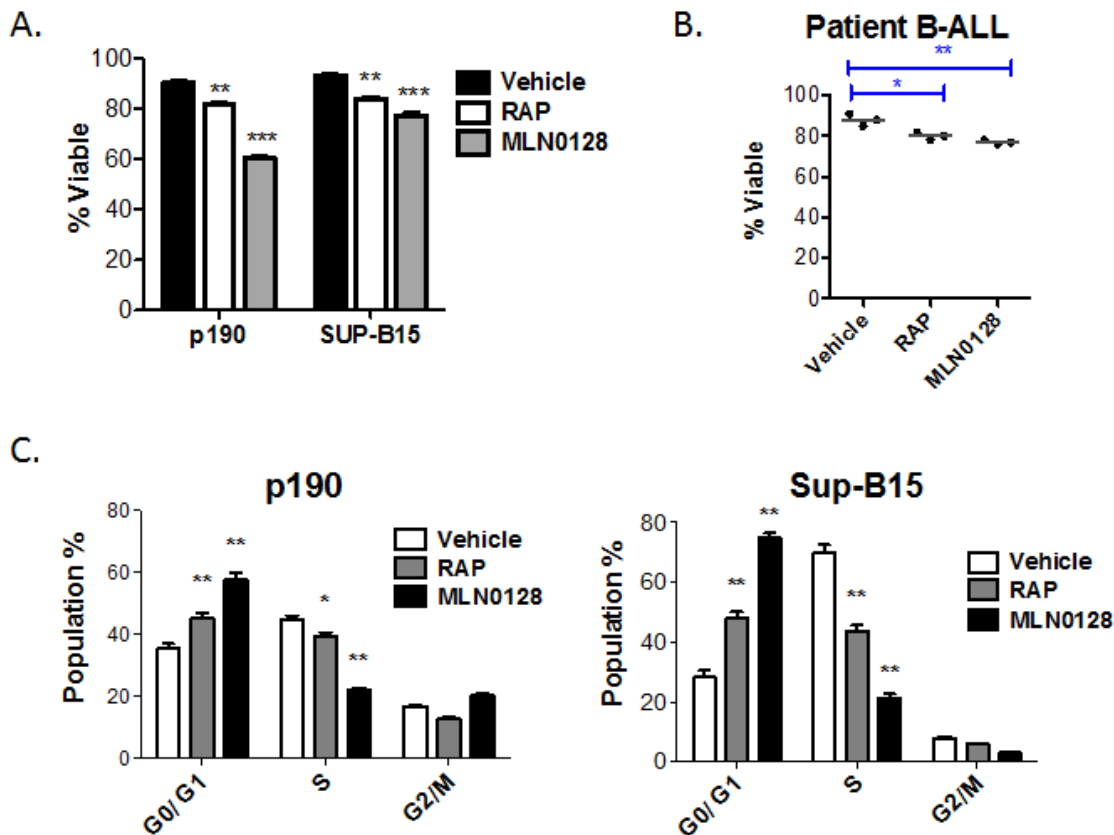 A.
% Viable
100
80
60
40
20
0
** *** ** ***
p190 SUP-B15
Vehicle
RAP
MLN0128
B.
Patient B-ALL
**
*
% Viable
100
80
60
40
20
0
Vehicle RAP MLN0128
C.
p190
Population %
80
60
40
20
0
** ** * **
G0/ G1 S G2/M
Vehicle
RAP
MLN0128
Sup-B15
Population %
80
60
40
20
0
** ** ** **
G0/ G1 S G2/M
Vehicle
RAP
MLN0128